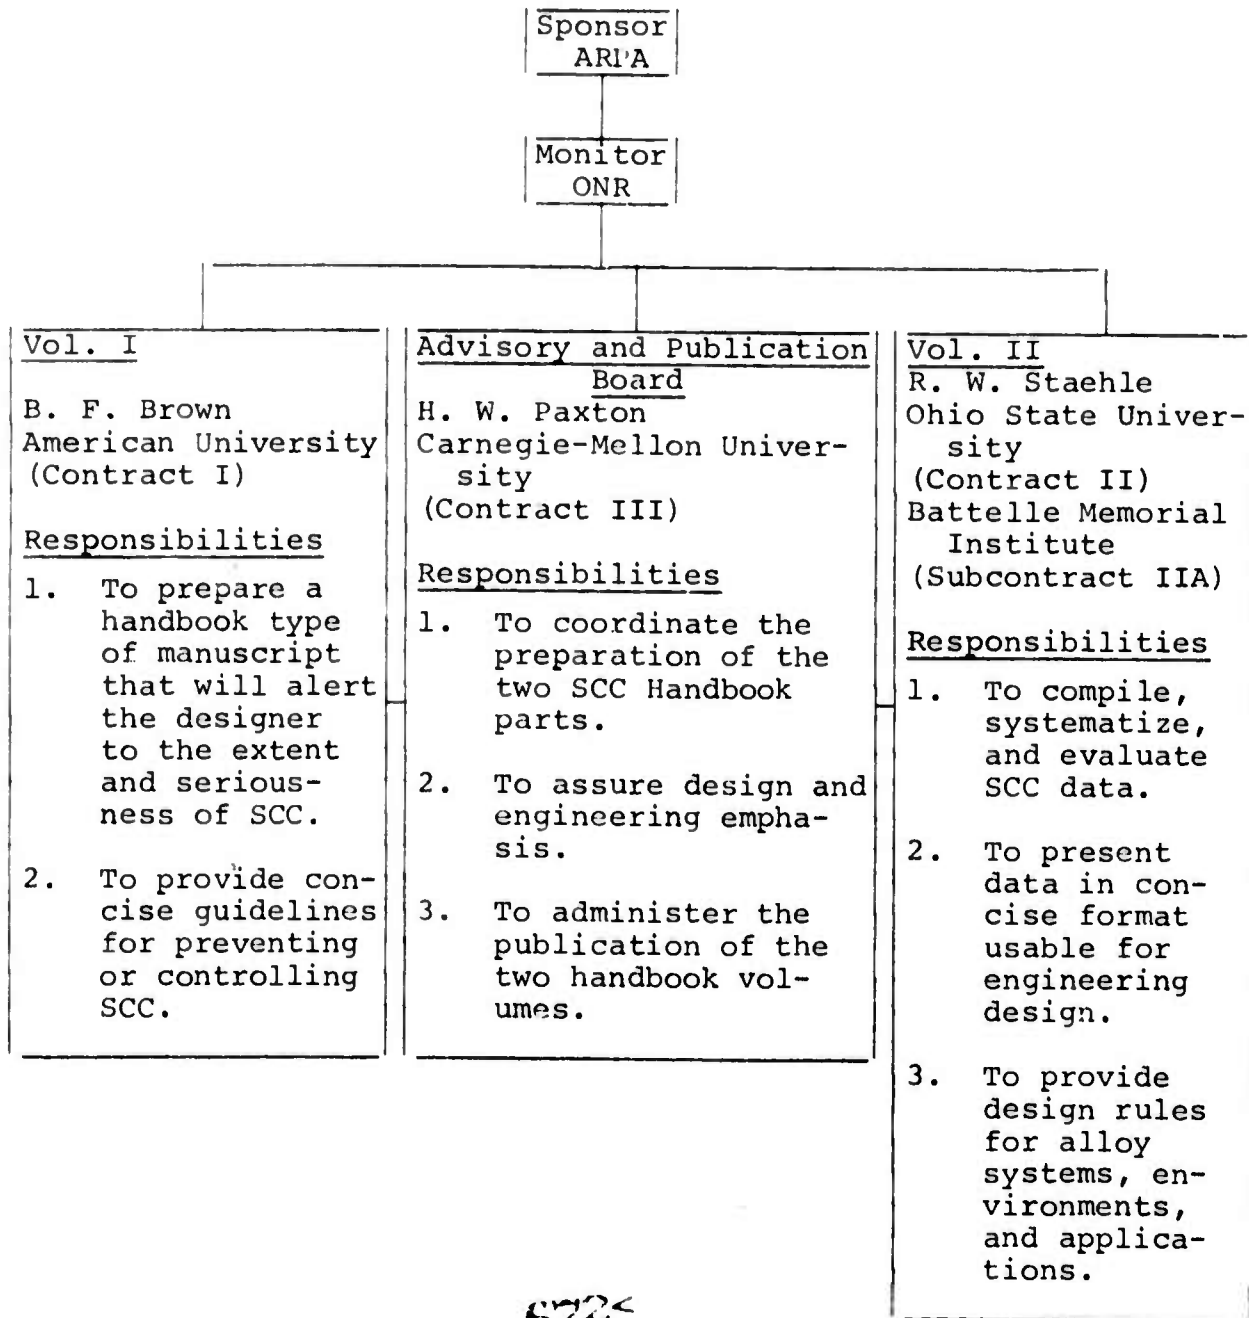 Sponsor
ARPA
Monitor
ONR
Vol. I
B. F. Brown
American University
(Contract I)
Responsibilities
1. To prepare a
handbook type
of manuscript
that will alert
the designer
to the extent
and serious-
ness of SCC.
2. To provide con-
cise guidelines
for preventing
or controlling
SCC.
Advisory and Publication
Board
H. W. Paxton
Carnegie-Mellon Univer-
sity
(Contract III)
Responsibilities
1. To coordinate the
preparation of the
two SCC Handbook
parts.
2. To assure design and
engineering empha-
sis.
3. To administer the
publication of the
two handbook vol-
umes.
Vol. II
R. W. Staehle
Ohio State Univer-
sity
(Contract II)
Battelle Memorial
Institute
(Subcontract IIA)
Responsibilities
1. To compile,
systematize,
and evaluate
SCC data.
2. To present
data in con-
cise format
usable for
engineering
design.
3. To provide
design rules
for alloy
systems, en-
vironments,
and applica-
tions.